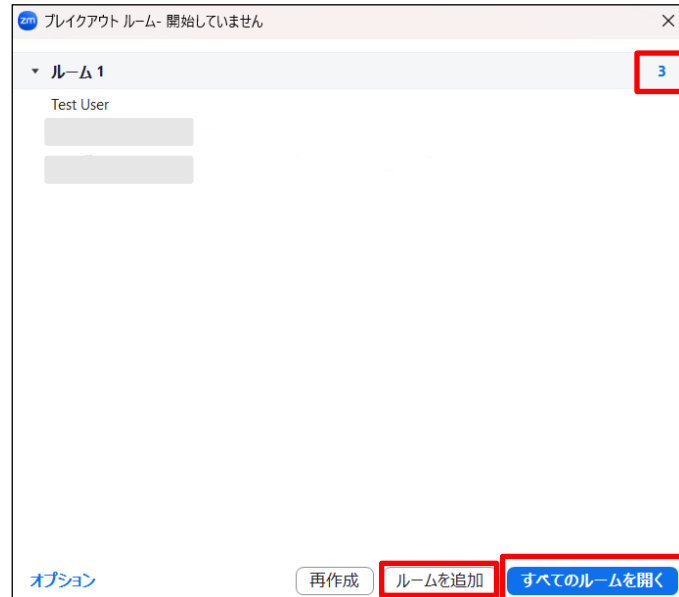 zm ブレイクアウト ルーム- 開始していません
ルーム 1 3
Test User
オプション 再作成 ルームを追加 すべてのルームを開く